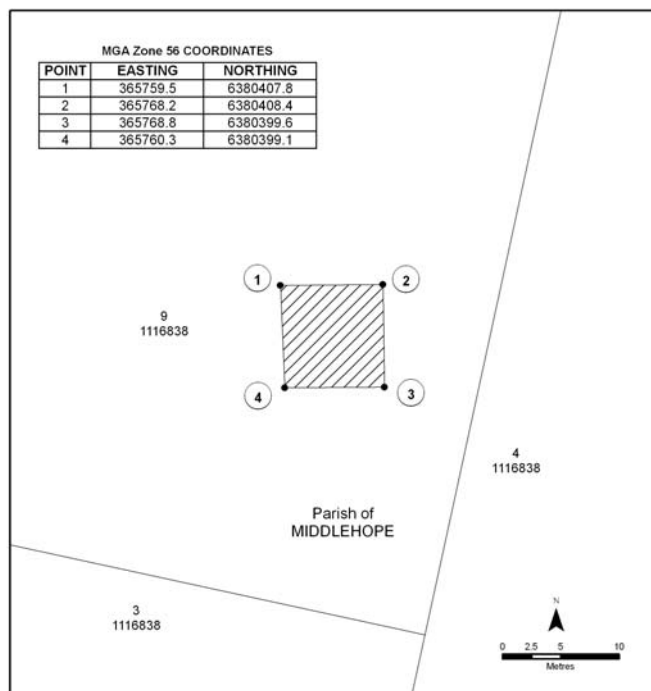 MGA Zone 56 COORDINATES
POINT EASTING NORTHING
1 365759.5 6380407.8
2 365768.2 6380408.4
3 365768.8 6380399.6
4 365760.3 6380399.1
1
2
9
1116838
4
3
4
1116838
Parish of
MIDDLEHOPE
3
1116838
N
0 2.5 5 10
Metres